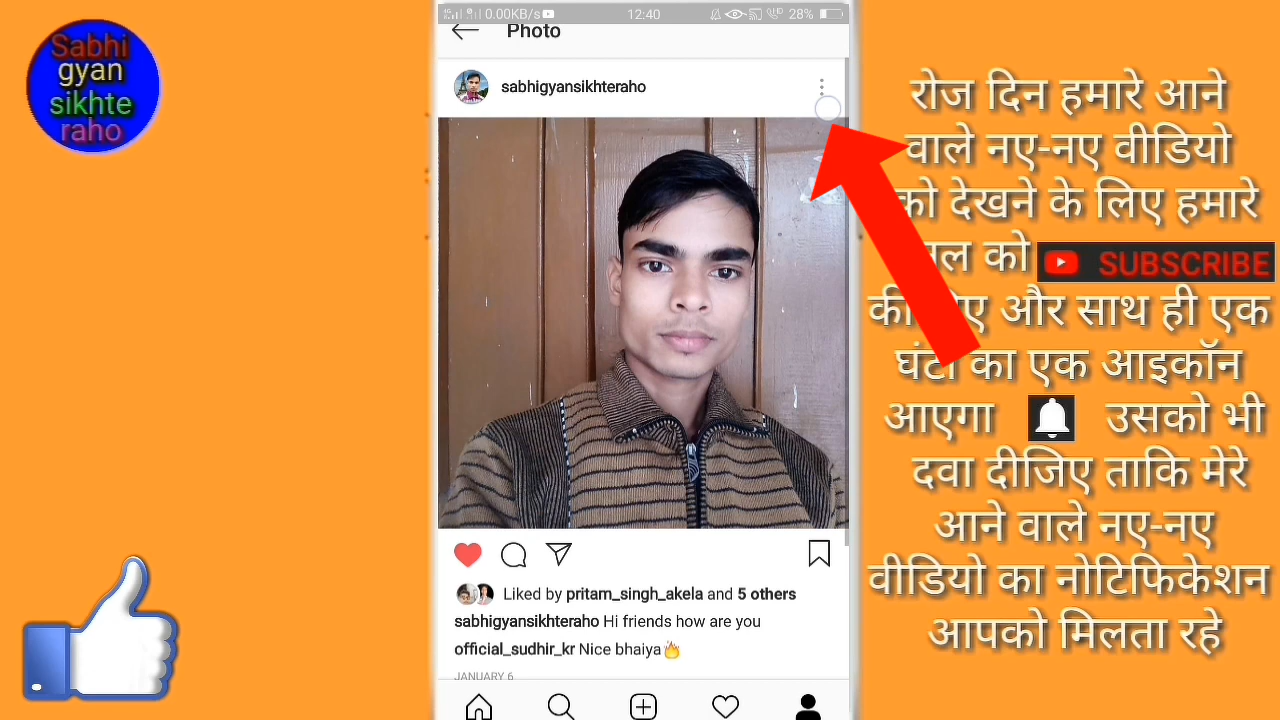 Sabhi
gyan
sikhte
raho
0.00KB/s
12:40
28%
Photo
sabhigyansikhteraho
Liked by pritam_singh_akela and 5 others
sabhigyansikhteraho Hi friends how are you
official_sudhir_kr Nice bhaiya🔥
JANUARY 6
रोज दिन हमारे आने
वाले नए-नए वीडियो
को देखने के लिए हमारे
को SUBSCRIBE
और साथ ही एक
घंटी का एक आइकॉन
आएगा उसको भी
दवा दीजिए ताकि मेरे
आने वाले नए-नए
वीडियो का नोटिफिकेशन
आपको मिलता रहे